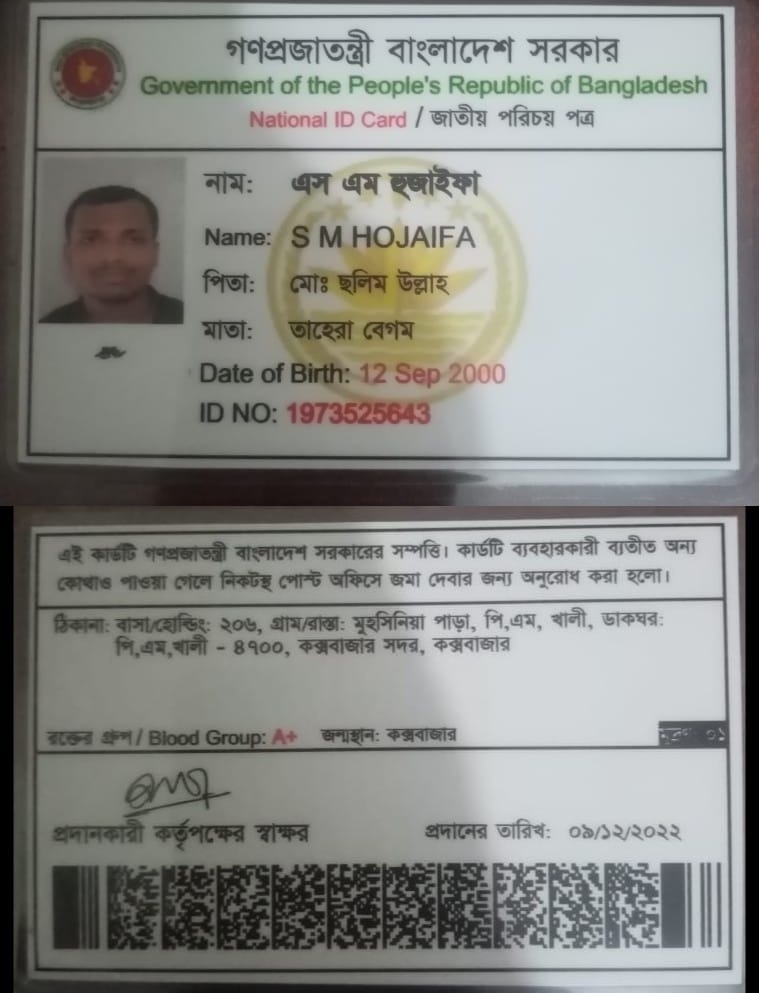 গণপ্রজাতন্ত্রী বাংলাদেশ সরকার
Government of the People's Republic of Bangladesh
National ID Card / জাতীয় পরিচয় পত্র
নাম: এস এম হুজাইফা
Name: S M HOJAIFA
পিতা: মোঃ ছলিম উল্লাহ
মাতা: তাহেরা বেগম
Date of Birth: 12 Sep 2000
ID NO: 1973525643
এই কার্ডটি গণপ্রজাতন্ত্রী বাংলাদেশ সরকারের সম্পত্তি। কার্ডটি ব্যবহারকারী ব্যতীত অন্য
কোথাও পাওয়া গেলে নিকটস্থ পোস্ট অফিসে জমা দেবার জন্য অনুরোধ করা হলো।
ঠিকানা: বাসা/হোল্ডিং: ২০৬, গ্রাম/রাস্তা: মুহসিনিয়া পাড়া, পি,এম, খালী, ডাকঘর:
পি,এম,খালী - ৪৭০০, কক্সবাজার সদর, কক্সবাজার
রক্তের গ্রুপ / Blood Group: A+ জন্মস্থান: কক্সবাজার মুদ্রণ: ০১
প্রদানকারী কর্তৃপক্ষের স্বাক্ষর প্রদানের তারিখ: ০৯/১২/২০২২